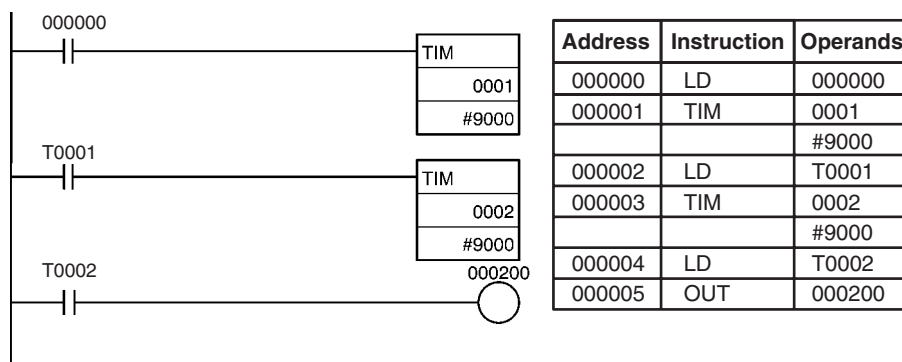 000000
TIM
0001
#9000
T0001
TIM
0002
#9000
T0002
000200
Address Instruction Operands
000000 LD 000000
000001 TIM 0001
#9000
000002 LD T0001
000003 TIM 0002
#9000
000004 LD T0002
000005 OUT 000200